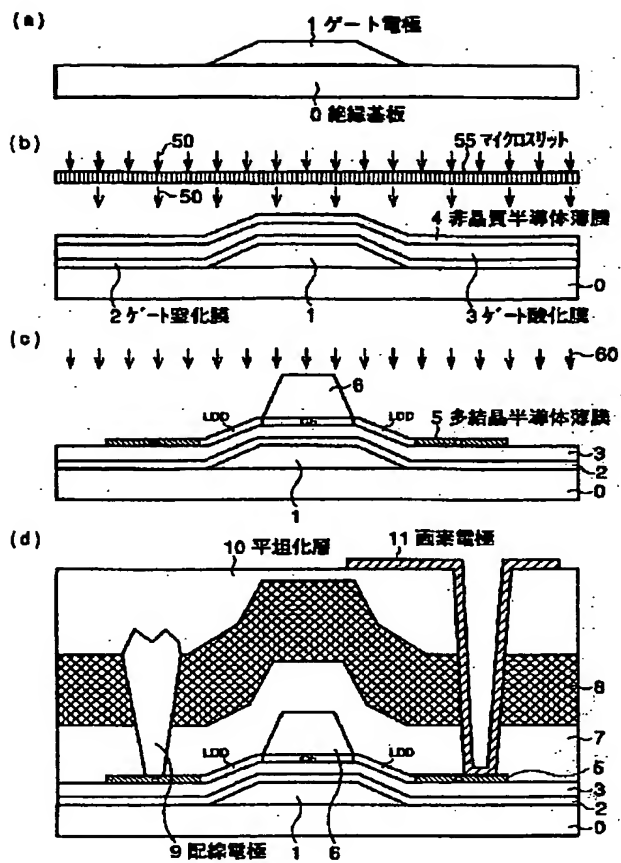 (a)
1 ゲート電極
0 絶縁基板
(b)
50
55 マイクロスリット
50
4 非晶質半導体薄膜
0
2 ゲート窒化膜
1
3 ゲート酸化膜
(c)
60
6
LDD
LDD
5 多結晶半導体薄膜
3
2
0
1
(d)
10 平坦化層
11 画素電極
8
7
LDD
LDD
5
3
2
0
9 配線電極
1
6